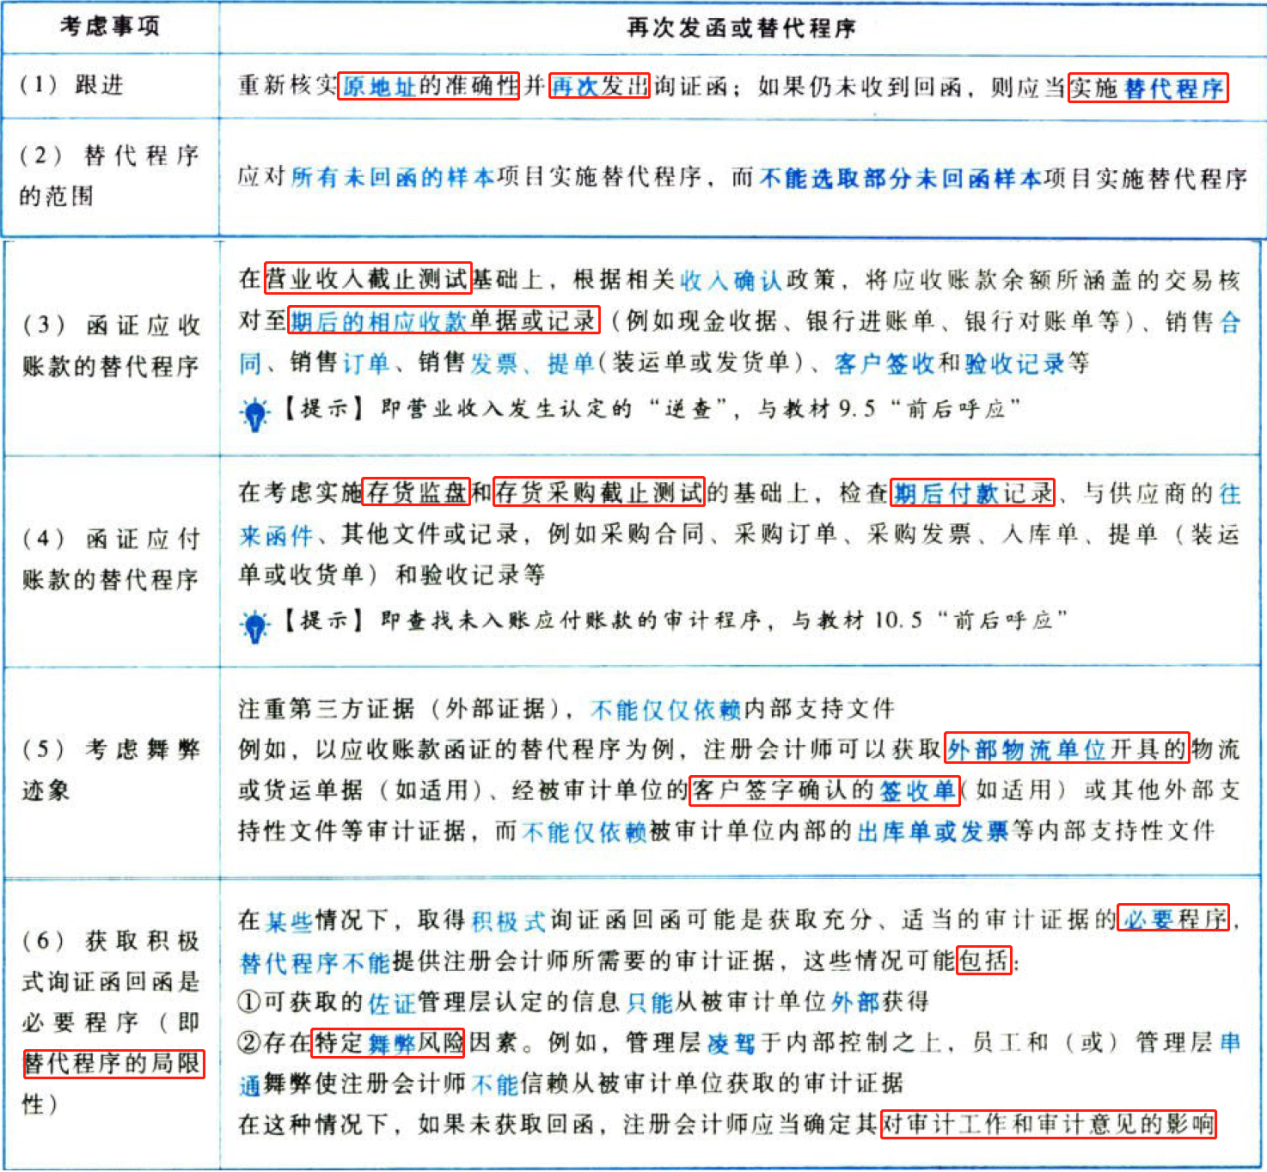 考虑事项
再次发函或替代程序
(1) 跟进
重新核实原地址的准确性并再次发出询证函；如果仍未收到回函，则应当实施替代程序
(2) 替代程序
的范围
应对所有未回函的样本项目实施替代程序，而不能选取部分未回函样本项目实施替代程序
(3) 函证应收
账款的替代程序
在营业收入截止测试基础上，根据相关收入确认政策，将应收账款余额所涵盖的交易核
对至期后的相应收款单据或记录（例如现金收据、银行进账单、银行对账单等）、销售合
同、销售订单、销售发票、提单(装运单或发货单)、客户签收和验收记录等
【提示】即营业收入发生认定的“逆查”，与教材9.5“前后呼应”
(4) 函证应付
账款的替代程序
在考虑实施存货监盘和存货采购截止测试的基础上，检查期后付款记录、与供应商的往
来函件、其他文件或记录，例如采购合同、采购订单、采购发票、入库单、提单（装运
单或收货单）和验收记录等
【提示】即查找未入账应付账款的审计程序，与教材10.5“前后呼应”
(5) 考虑舞弊
迹象
注重第三方证据（外部证据），不能仅仅依赖内部支持文件
例如，以应收账款函证的替代程序为例，注册会计师可以获取外部物流单位开具的物流
或货运单据（如适用）、经被审计单位的客户签字确认的签收单（如适用）或其他外部支
持性文件等审计证据，而不能仅依赖被审计单位内部的出库单或发票等内部支持性文件
(6) 获取积极
式询证函回函是
必要程序（即
替代程序的局限
性）
在某些情况下，取得积极式询证函回函可能是获取充分、适当的审计证据的必要程序，
替代程序不能提供注册会计师所需要的审计证据，这些情况可能包括：
①可获取的佐证管理层认定的信息只能从被审计单位外部获得
②存在特定舞弊风险因素。例如，管理层凌驾于内部控制之上，员工和（或）管理层串
通舞弊使注册会计师不能信赖从被审计单位获取的审计证据
在这种情况下，如果未获取回函，注册会计师应当确定其对审计工作和审计意见的影响